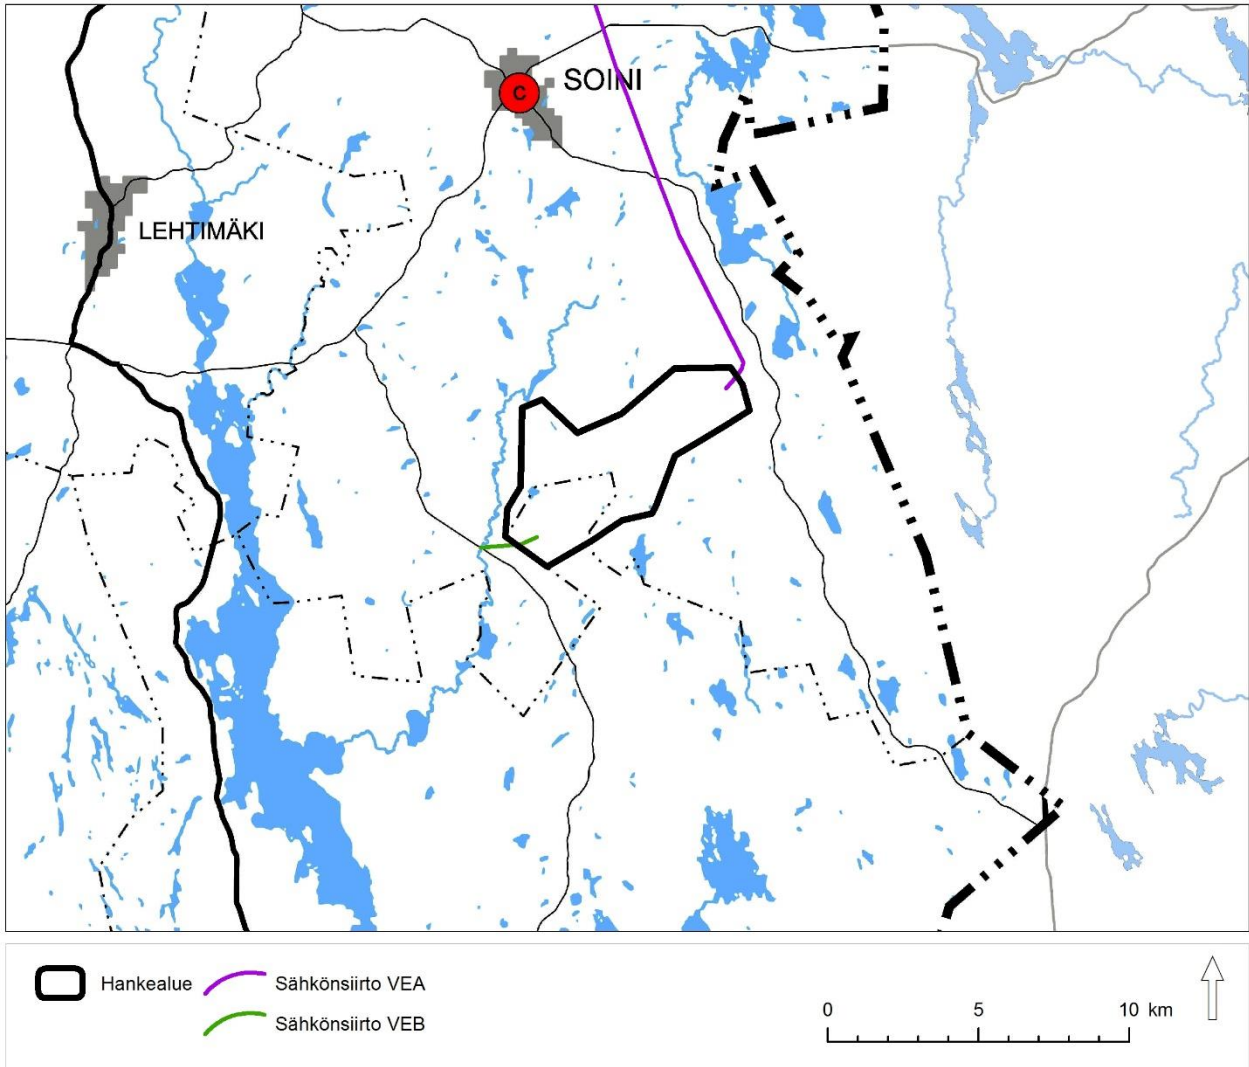 SOINI
C
LEHTIMÄKI
Hankealue
Sähkönsiirto VEA
Sähkönsiirto VEB
0 5 10 km